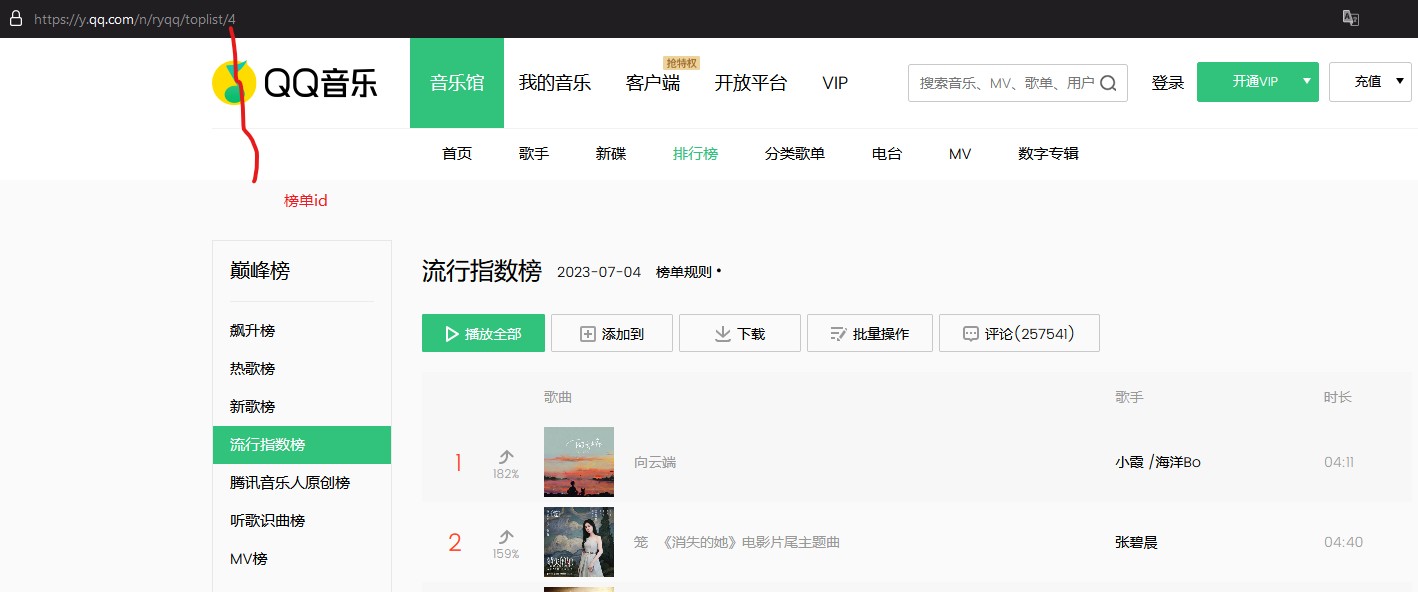 https://y.qq.com/n/ryqq/toplist/4
QQ音乐
音乐馆 我的音乐 客户端 抢特权 开放平台 VIP
搜索音乐、MV、歌单、用户
登录 开通VIP 充值
首页 歌手 新碟 排行榜 分类歌单 电台 MV 数字专辑
榜单id
巅峰榜
飙升榜
热歌榜
新歌榜
流行指数榜
腾讯音乐人原创榜
听歌识曲榜
MV榜
流行指数榜 2023-07-04 榜单规则
播放全部 添加到 下载 批量操作 评论(257541)
歌曲 歌手 时长
1 182% 向云端 小霞 /海洋Bo 04:11
2 159% 笼 《消失的她》电影片尾主题曲 张碧晨 04:40